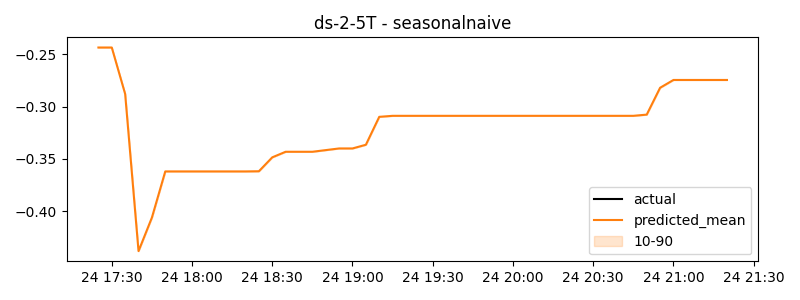 ds-2-5T - seasonalnaive
−0.25
−0.30
−0.35
−0.40
24 17:30 24 18:00 24 18:30 24 19:00 24 19:30 24 20:00 24 20:30 24 21:00 24 21:30
actual
predicted_mean
10-90